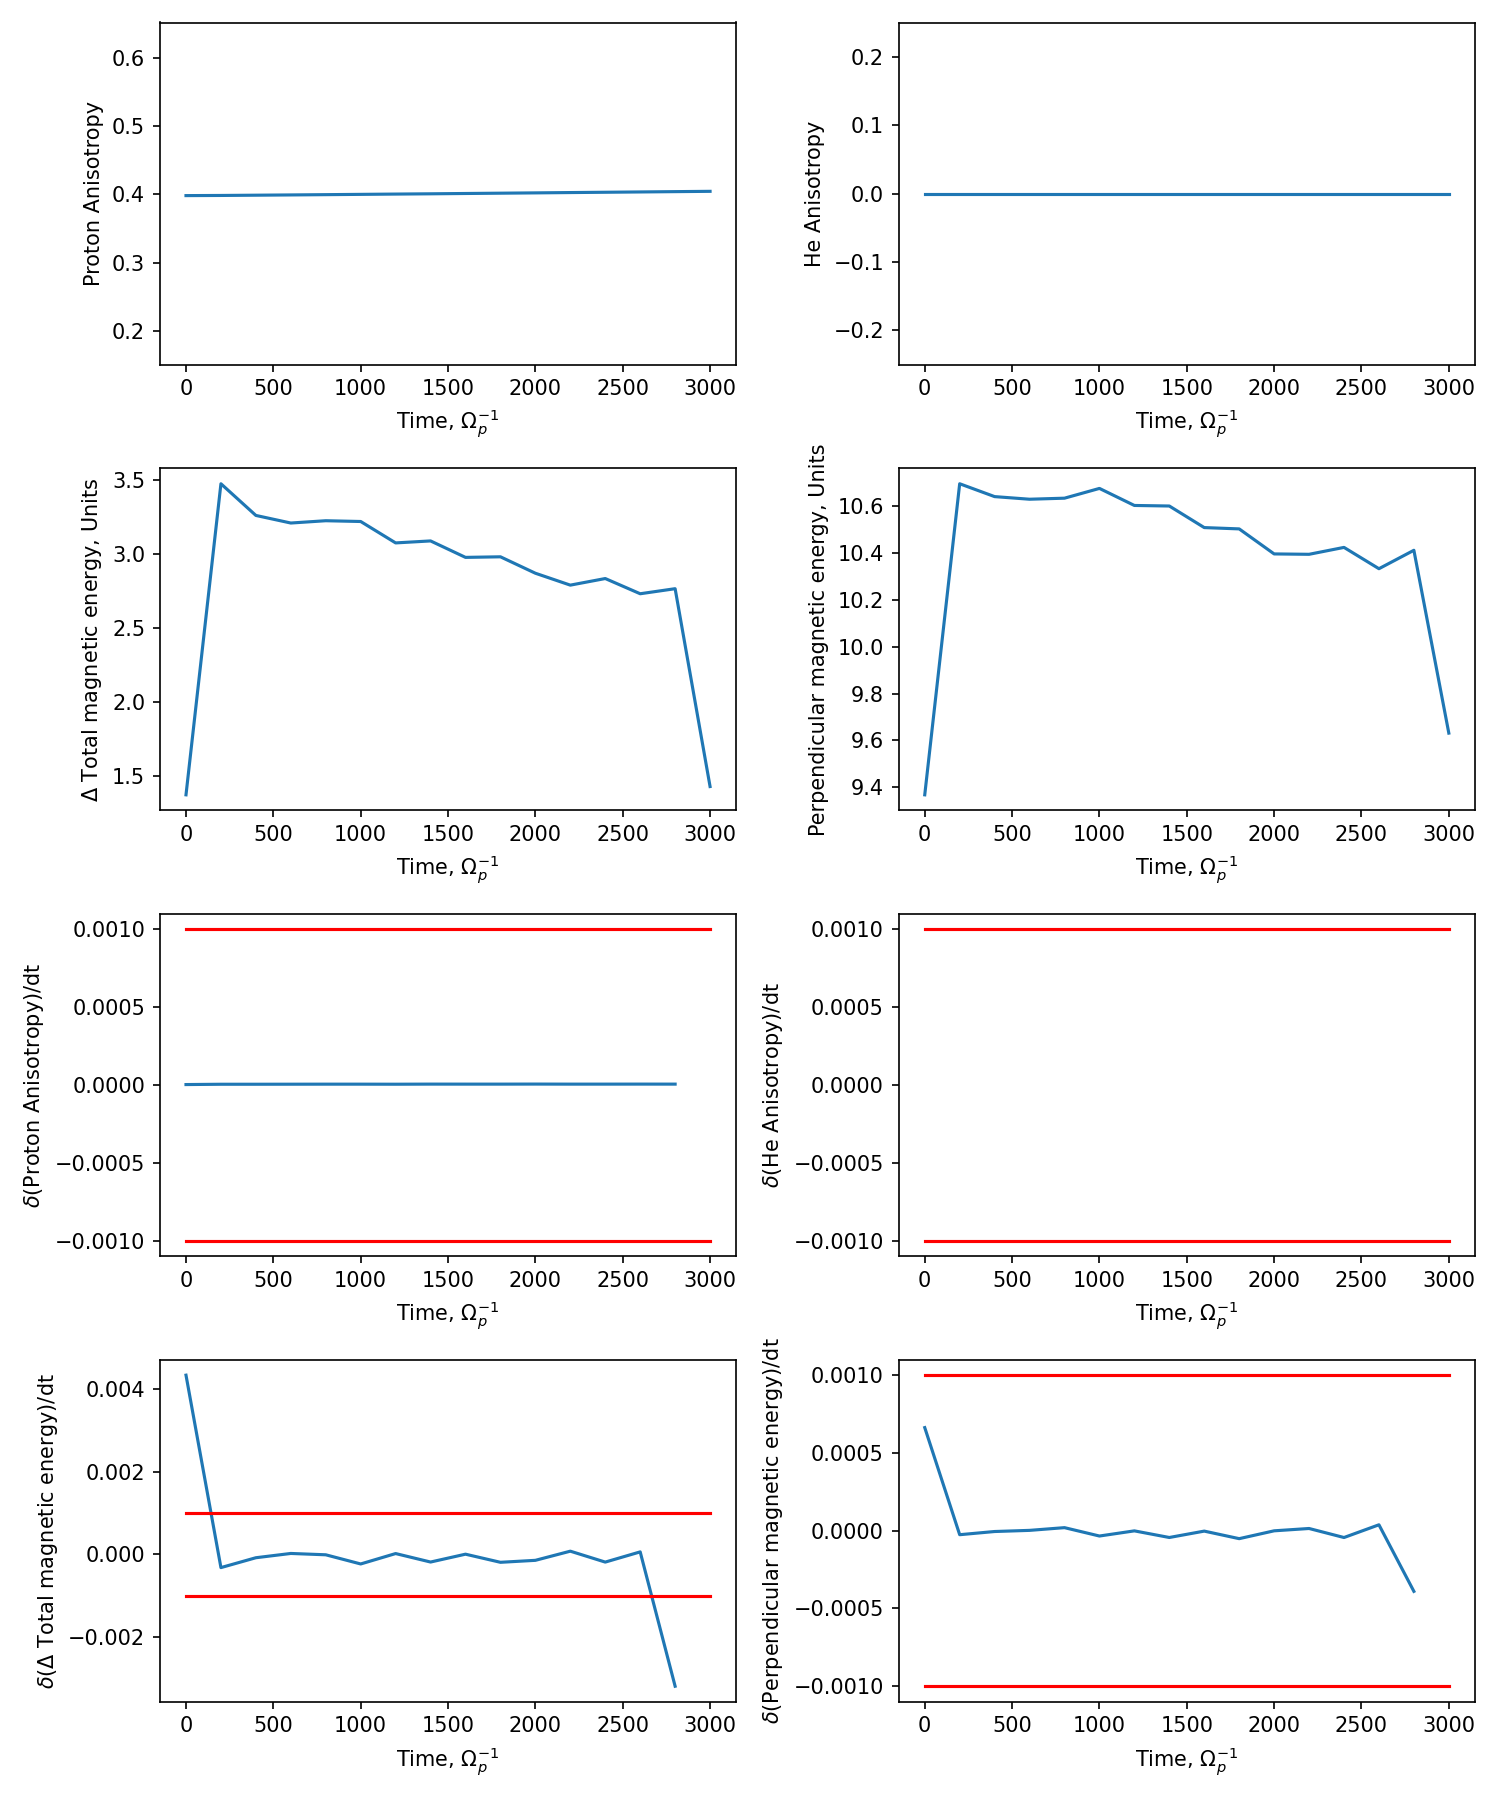 Proton Anisotropy
0.6
0.5
0.4
0.3
0.2
0 500 1000 1500 2000 2500 3000
Time, Ω_p^{−1}
He Anisotropy
0.2
0.1
0.0
−0.1
−0.2
0 500 1000 1500 2000 2500 3000
Time, Ω_p^{−1}
Δ Total magnetic energy, Units
3.5
3.0
2.5
2.0
1.5
0 500 1000 1500 2000 2500 3000
Time, Ω_p^{−1}
Perpendicular magnetic energy, Units
10.6
10.4
10.2
10.0
9.8
9.6
9.4
0 500 1000 1500 2000 2500 3000
Time, Ω_p^{−1}
δ(Proton Anisotropy)/dt
0.0010
0.0005
0.0000
−0.0005
−0.0010
0 500 1000 1500 2000 2500 3000
Time, Ω_p^{−1}
δ(He Anisotropy)/dt
0.0010
0.0005
0.0000
−0.0005
−0.0010
0 500 1000 1500 2000 2500 3000
Time, Ω_p^{−1}
δ(Δ Total magnetic energy)/dt
0.004
0.002
0.000
−0.002
0 500 1000 1500 2000 2500 3000
Time, Ω_p^{−1}
δ(Perpendicular magnetic energy)/dt
0.0010
0.0005
0.0000
−0.0005
−0.0010
0 500 1000 1500 2000 2500 3000
Time, Ω_p^{−1}